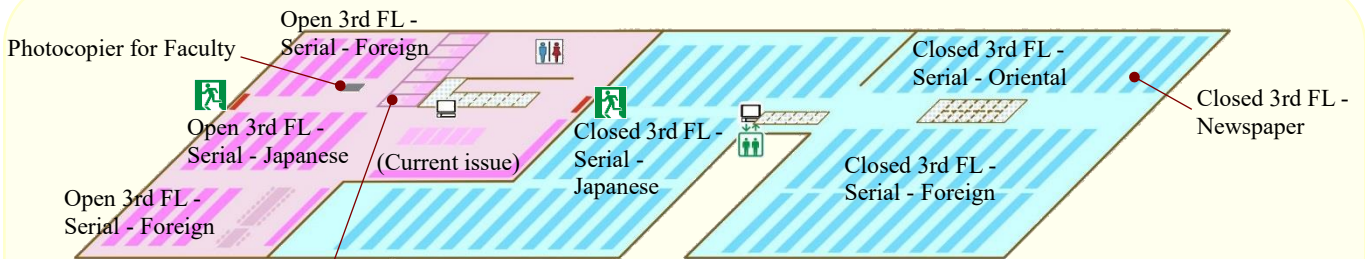 Open 3rd FL -
Serial - Foreign
Photocopier for Faculty
Open 3rd FL -
Serial - Japanese
(Current issue)
Open 3rd FL -
Serial - Foreign
Closed 3rd FL -
Serial -
Japanese
Closed 3rd FL -
Serial - Oriental
Closed 3rd FL -
Newspaper
Closed 3rd FL -
Serial - Foreign